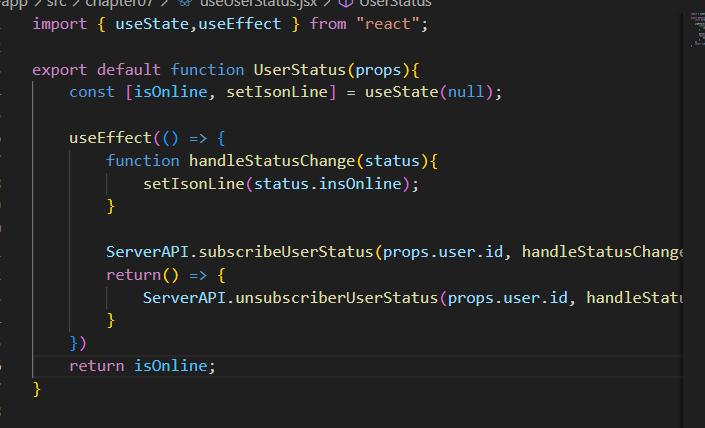 -app > src > chapter07 > useUserStatus.jsx > UserStatus
import { useState,useEffect } from "react";
export default function UserStatus(props){
const [isOnline, setIsonLine] = useState(null);
useEffect(() => {
function handleStatusChange(status){
setIsonLine(status.insOnline);
}
ServerAPI.subscribeUserStatus(props.user.id, handleStatusChange
return() => {
ServerAPI.unsubscriberUserStatus(props.user.id, handleStatu
}
})
return isOnline;
}